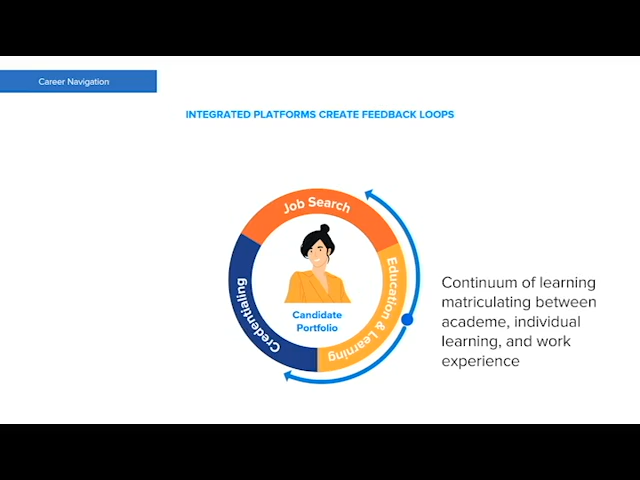 Career Navigation
INTEGRATED PLATFORMS CREATE FEEDBACK LOOPS
Job Search
Education & Learning
Credentialing
Candidate
Portfolio
Continuum of learning
matriculating between
academe, individual
learning, and work
experience